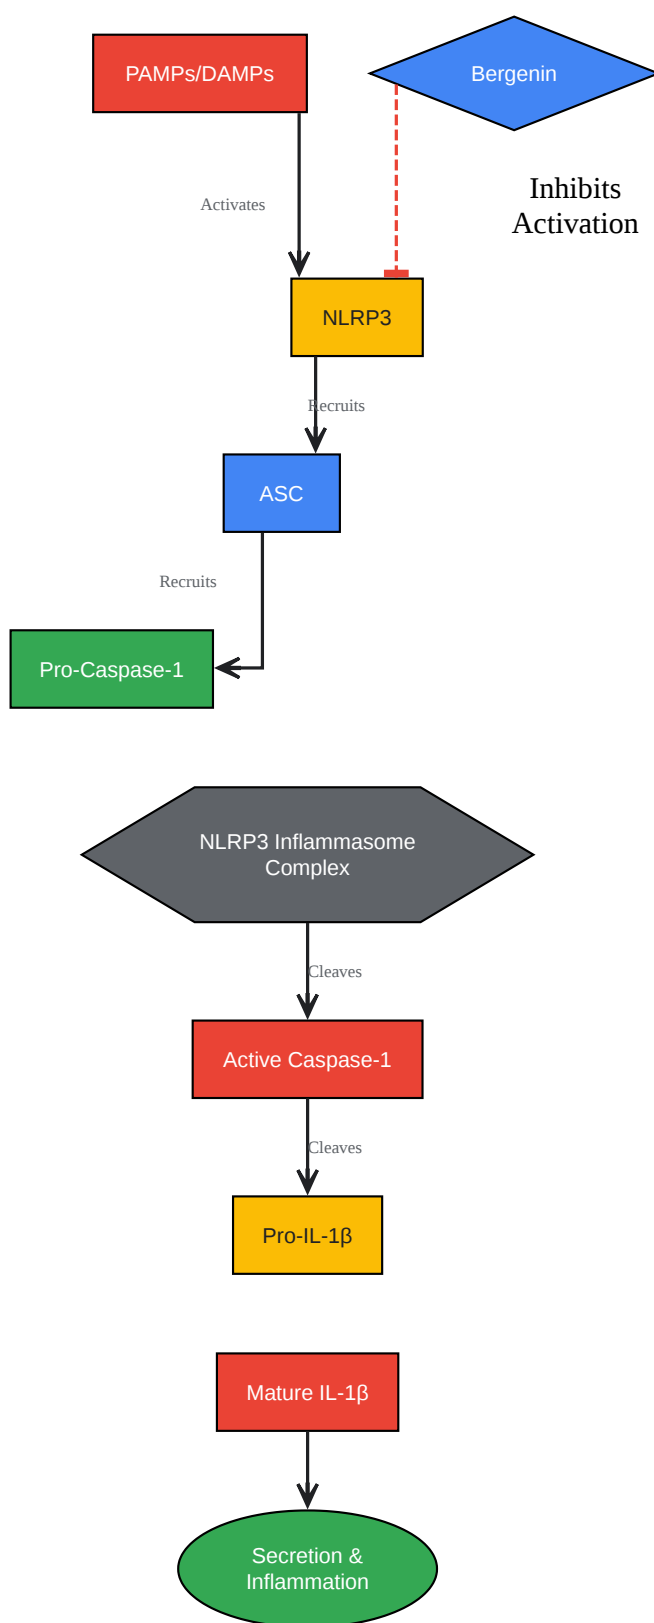 PAMPs/DAMPs
Bergenin
Activates
Inhibits
Activation
NLRP3
Recruits
ASC
Recruits
Pro-Caspase-1
NLRP3 Inflammasome
Complex
Cleaves
Active Caspase-1
Cleaves
Pro-IL-1β
Mature IL-1β
Secretion &
Inflammation